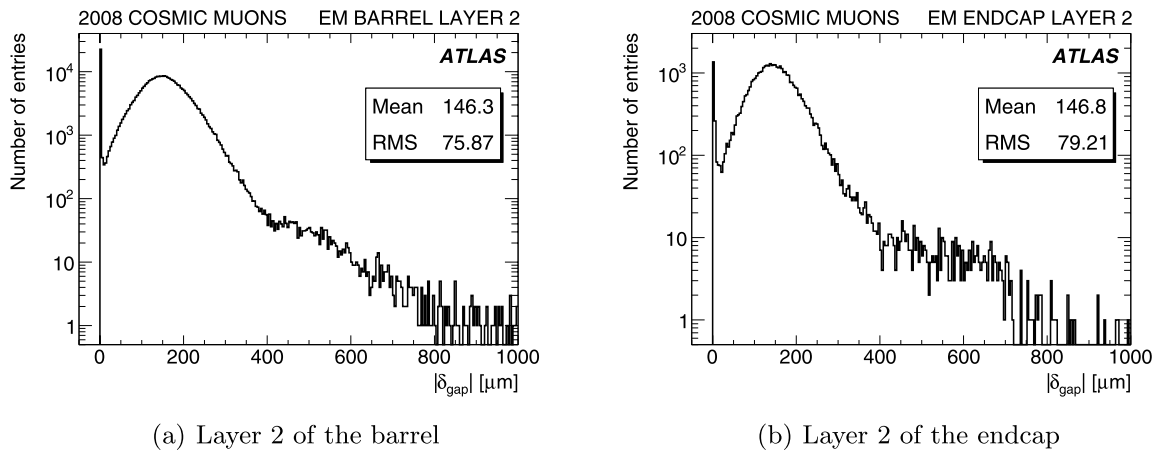 2008 COSMIC MUONS EM BARREL LAYER 2
ATLAS
Mean 146.3
RMS 75.87
Number of entries
10⁴
10³
10²
10
1
0 200 400 600 800 1000
|δgap| [μm]
(a) Layer 2 of the barrel
2008 COSMIC MUONS EM ENDCAP LAYER 2
ATLAS
Mean 146.8
RMS 79.21
Number of entries
10³
10²
10
1
0 200 400 600 800 1000
|δgap| [μm]
(b) Layer 2 of the endcap